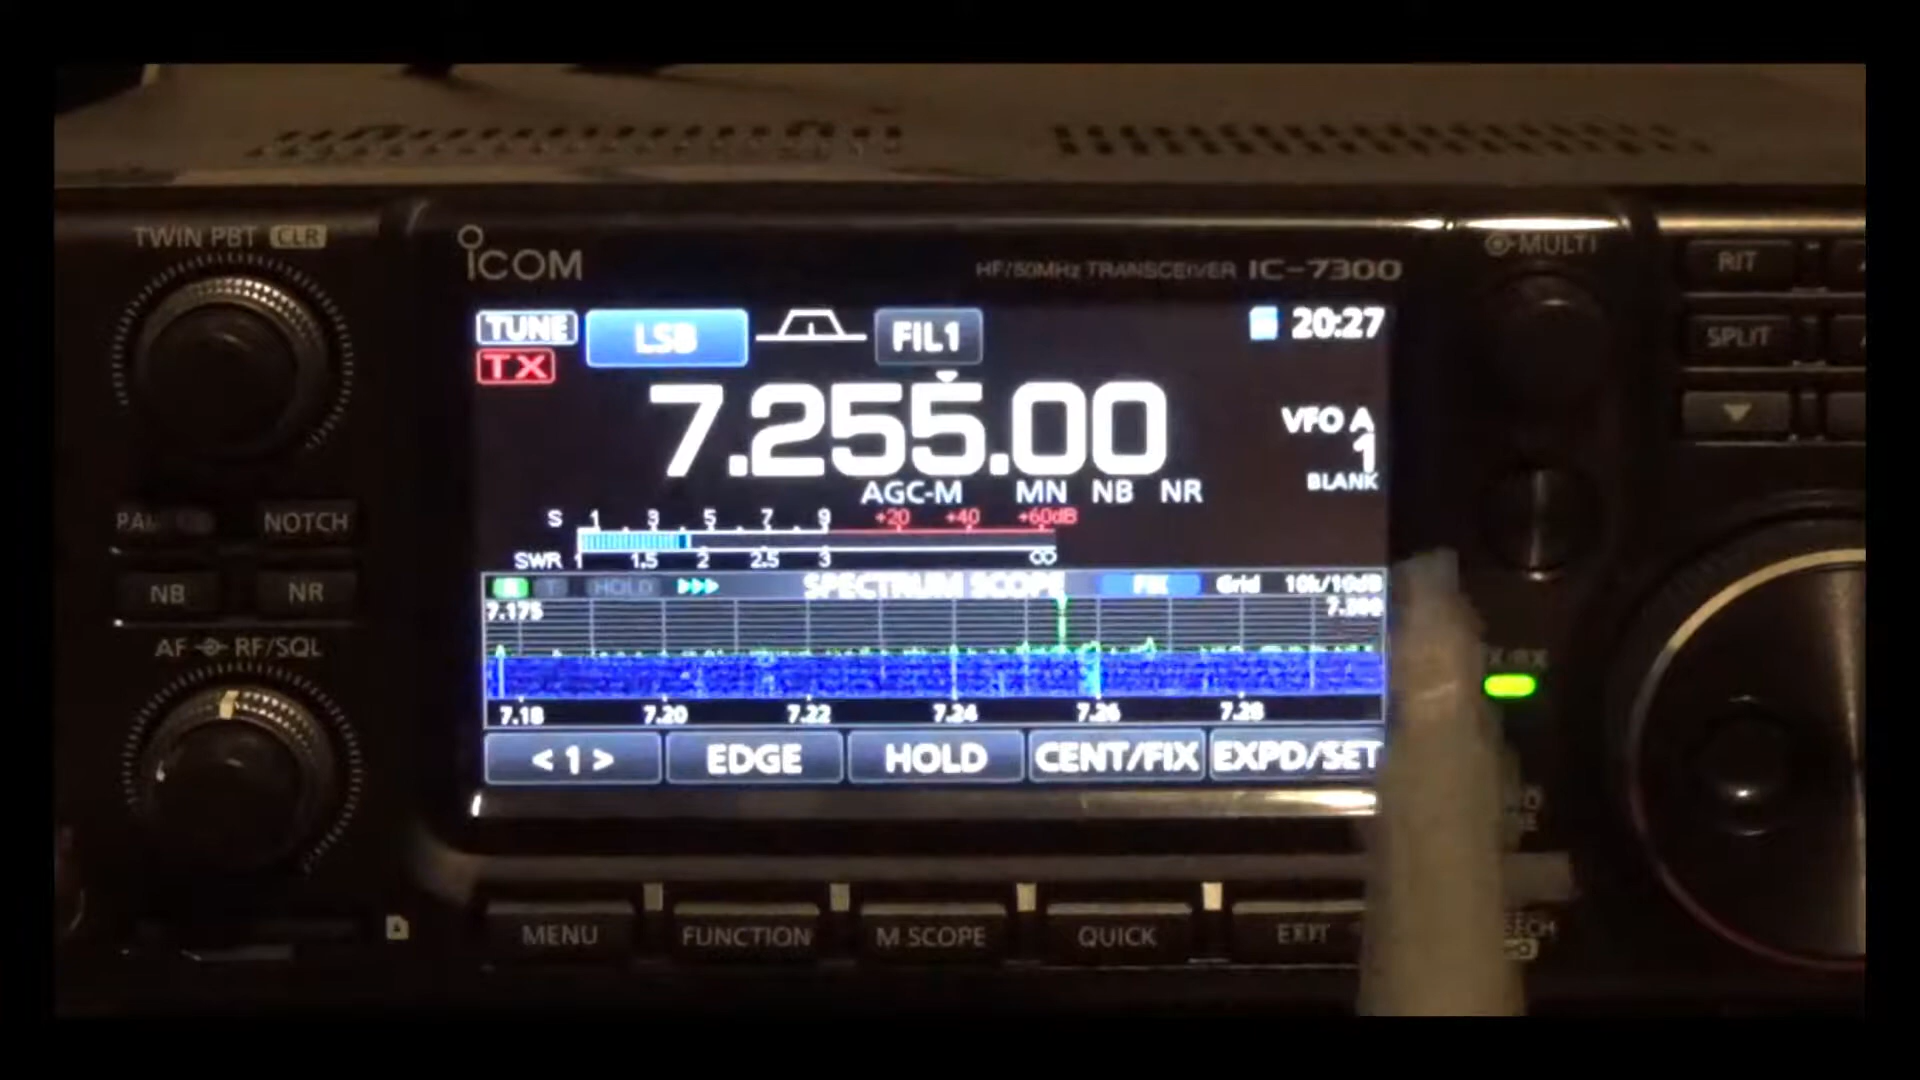 TWIN PBT CLR
ICOM
HF/50MHz TRANSCEIVER IC-7300
MULTI
RIT
TUNE LSB FIL1 20:27
TX
SPLIT
7.255.00
VFO A
1
BLANK
AGC-M MN NB NR
S 1 3 5 7 9 +20 +40 +60dB
SWR 1 1.5 2 2.5 3 ∞
NOTCH
NB NR
HOLD SPECTRUM SCOPE FIX Grid 10k/10dB
7.175
AF RF/SQL
7.18 7.20 7.22 7.24 7.26 7.28
< 1 > EDGE HOLD CENT/FIX EXPD/SET
MENU FUNCTION M SCOPE QUICK EXIT